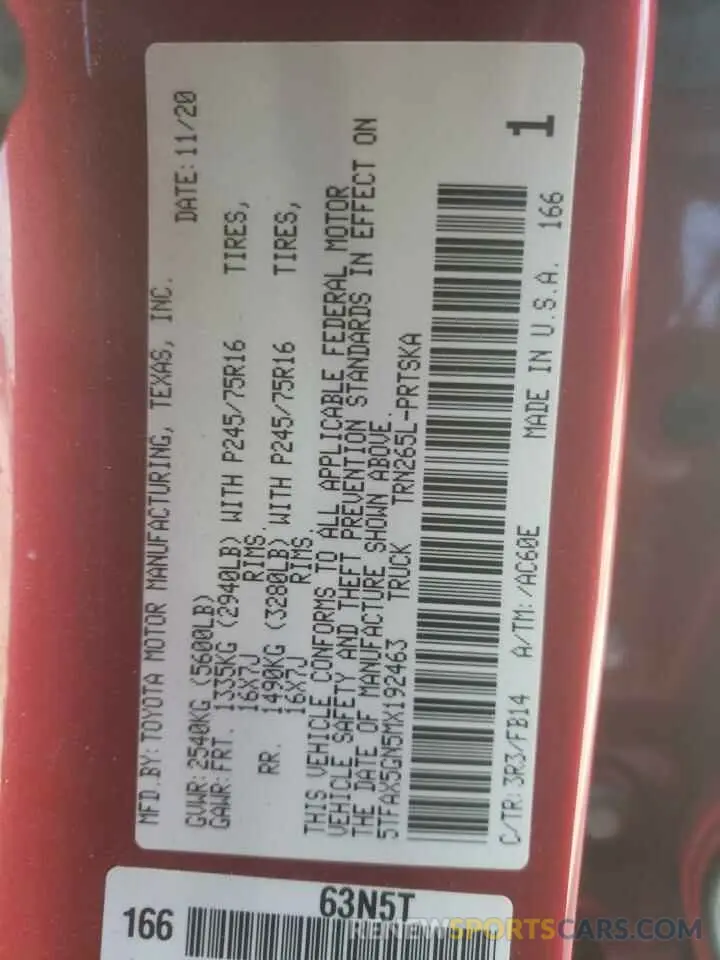 MFD.BY: TOYOTA MOTOR MANUFACTURING, TEXAS, INC.
DATE: 11/20
GVWR: 2540KG (5600LB)
GAWR: FRT. 1335KG (2940LB) WITH P245/75R16 TIRES,
16X7J RIMS.
RR. 1490KG (3280LB) WITH P245/75R16 TIRES,
16X7J RIMS.
THIS VEHICLE CONFORMS TO ALL APPLICABLE FEDERAL MOTOR
VEHICLE SAFETY AND THEFT PREVENTION STANDARDS IN EFFECT ON
THE DATE OF MANUFACTURE SHOWN ABOVE.
5TFAX5GN5MX192463 TRUCK TRN265L-PRTSKA
1
C/TR: 3R3/FB14 A/TM: /AC60E MADE IN U.S.A. 166
63N5T
166
RENEWSPORTSCARS.COM